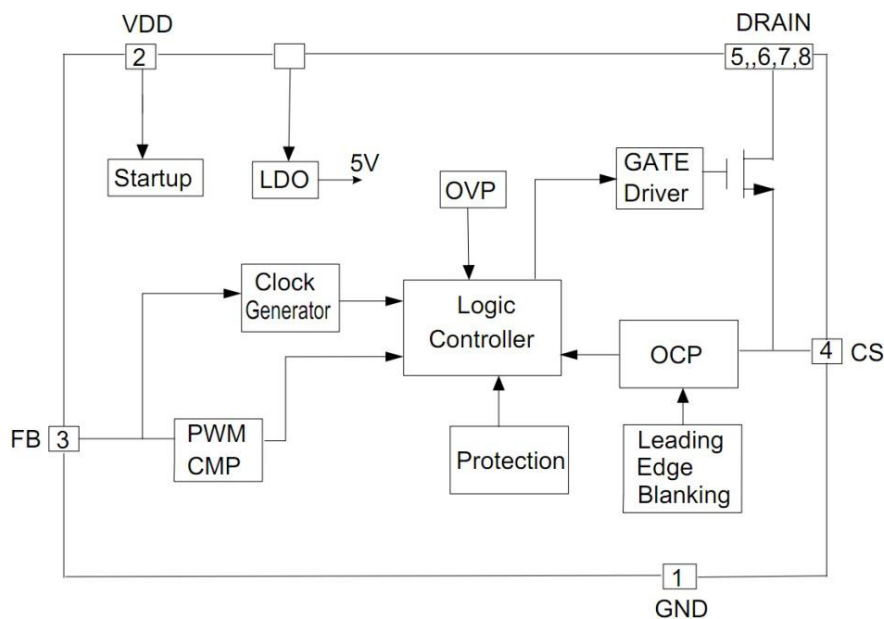 VDD
DRAIN
2
5,,6,7,8
Startup
LDO
5V
OVP
GATE
Driver
Clock
Generator
Logic
Controller
OCP
4
CS
FB
3
PWM
CMP
Protection
Leading
Edge
Blanking
1
GND